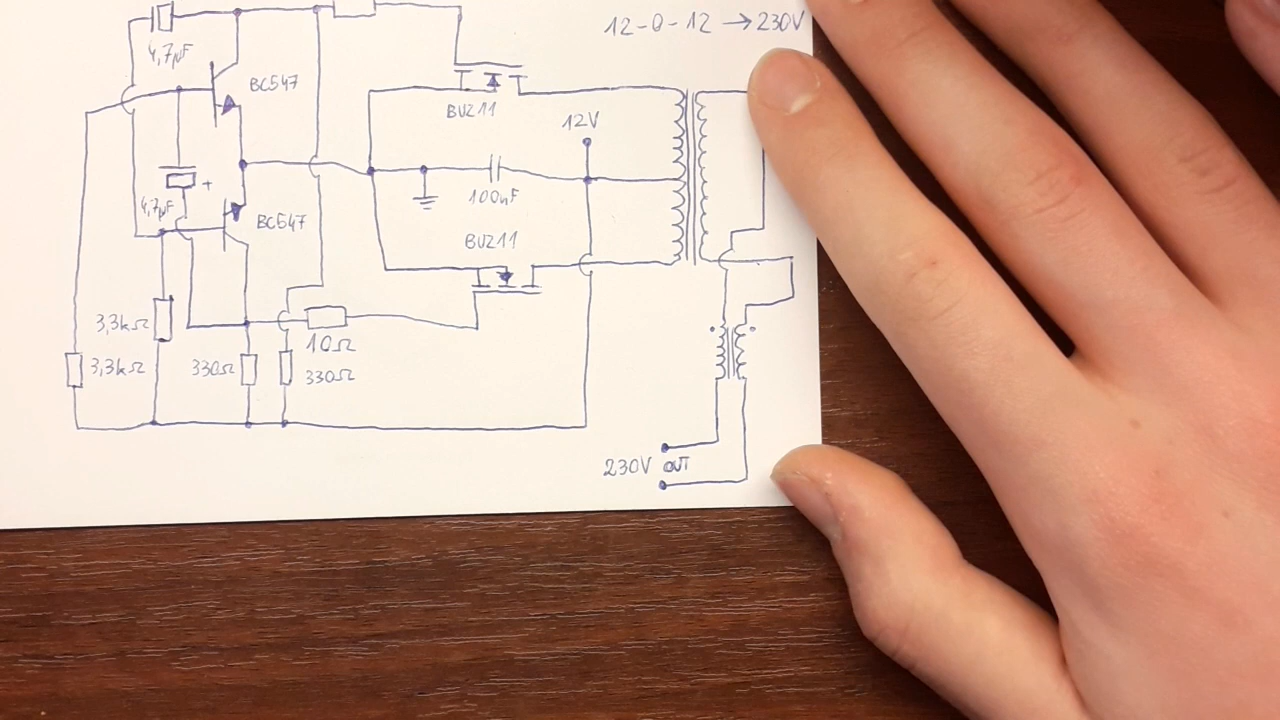 12-0-12 → 230V
4,7µF
BC547
BUZ11
12V
+
4,7µF
100nF
BC547
BUZ11
3,3kΩ
10Ω
3,3kΩ
330Ω
330Ω
230V OUT